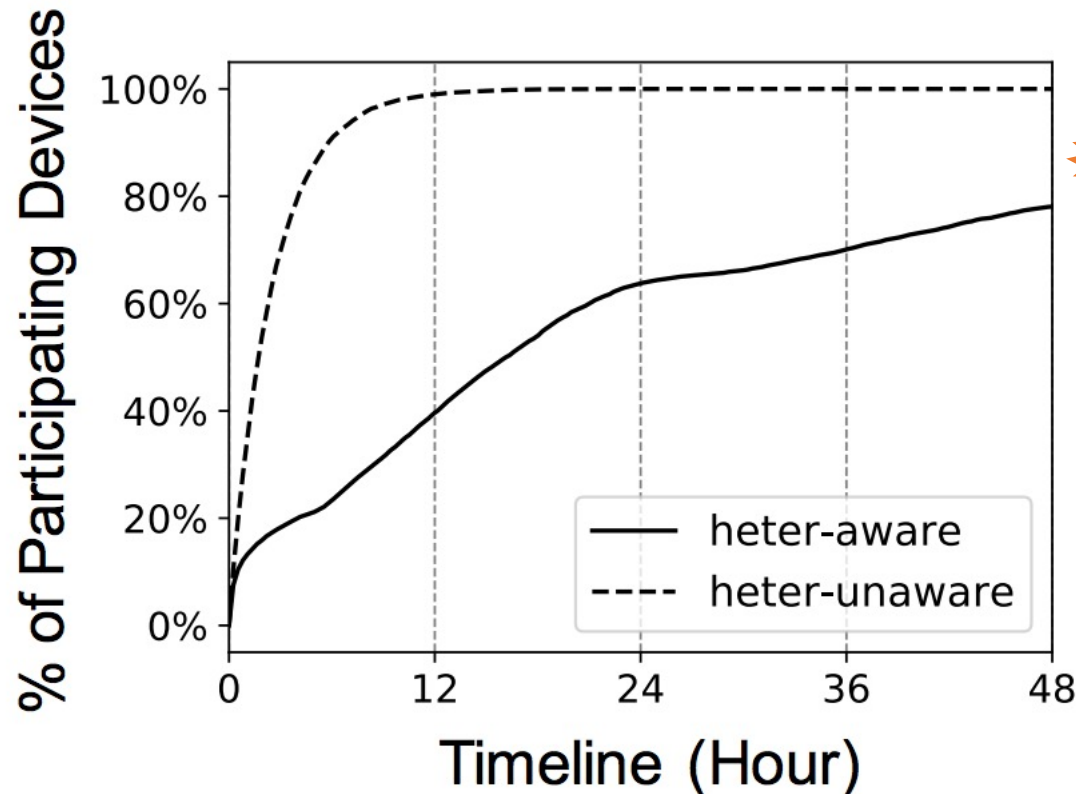 % of Participating Devices
100%
80%
60%
40%
20%
0%
heter-aware
heter-unaware
0 12 24 36 48
Timeline (Hour)